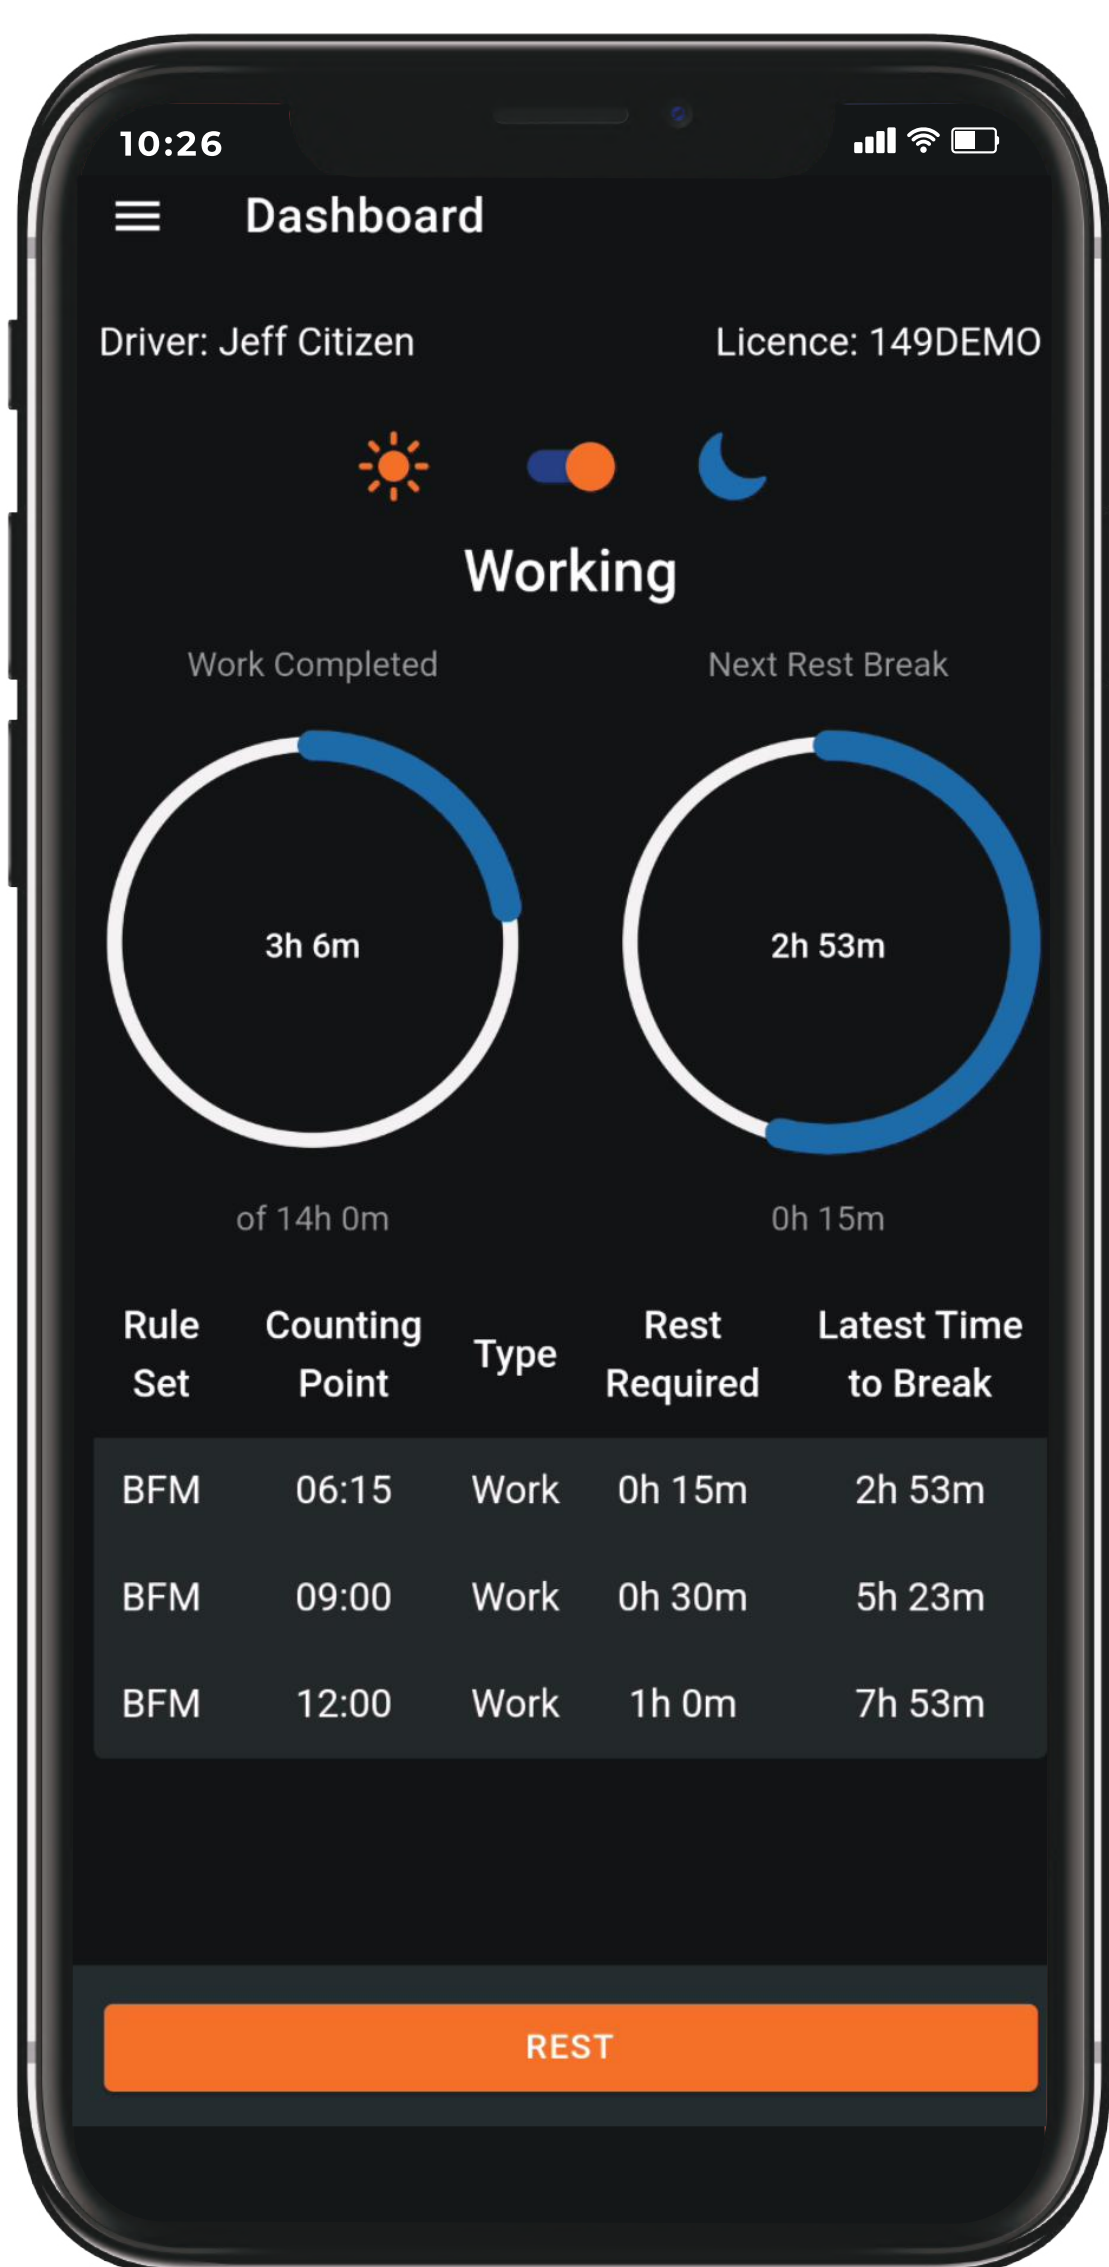 10:26
Dashboard
Driver: Jeff Citizen
Licence: 149DEMO
Working
Work Completed
Next Rest Break
3h 6m
2h 53m
of 14h 0m
0h 15m
Rule Set
Counting Point
Type
Rest Required
Latest Time to Break
BFM 06:15 Work 0h 15m 2h 53m
BFM 09:00 Work 0h 30m 5h 23m
BFM 12:00 Work 1h 0m 7h 53m
REST